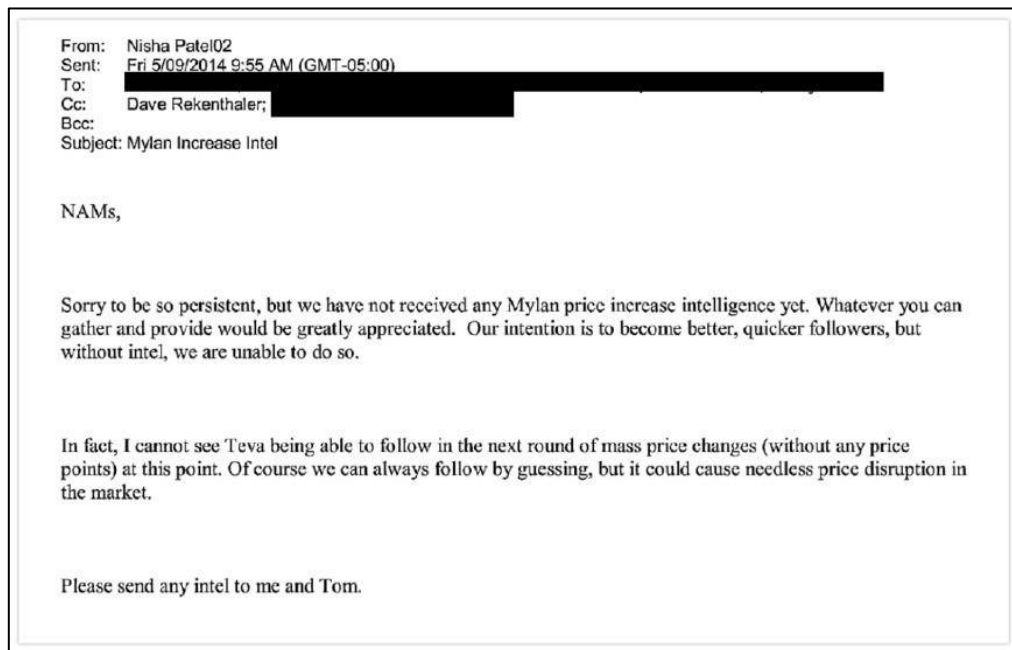 From: Nisha Patel02
Sent: Fri 5/09/2014 9:55 AM (GMT-05:00)
To:
Cc: Dave Rekenthaler;
Bcc:
Subject: Mylan Increase Intel
NAMs,
Sorry to be so persistent, but we have not received any Mylan price increase intelligence yet. Whatever you can
gather and provide would be greatly appreciated. Our intention is to become better, quicker followers, but
without intel, we are unable to do so.
In fact, I cannot see Teva being able to follow in the next round of mass price changes (without any price
points) at this point. Of course we can always follow by guessing, but it could cause needless price disruption in
the market.
Please send any intel to me and Tom.